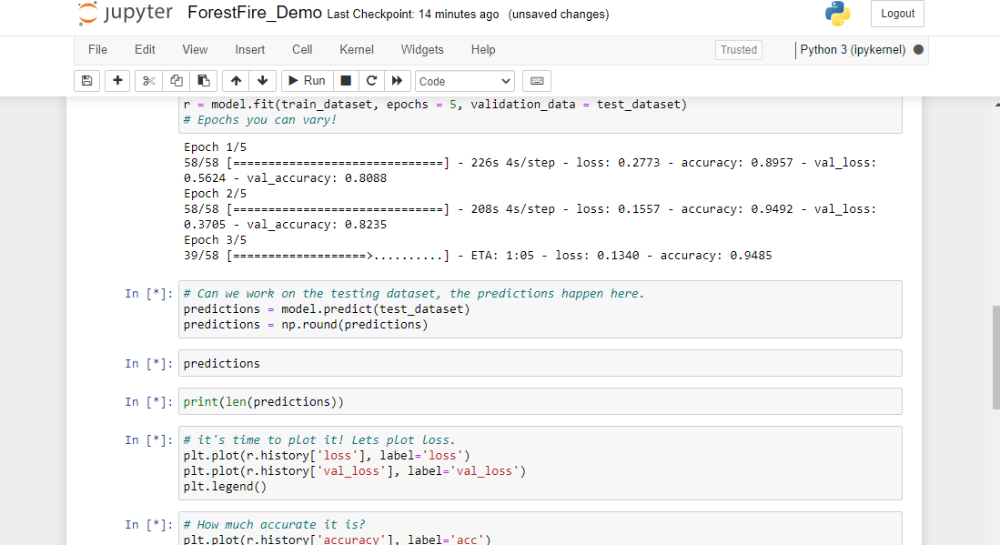 jupyter ForestFire_Demo Last Checkpoint: 14 minutes ago (unsaved changes) Logout
File Edit View Insert Cell Kernel Widgets Help Trusted Python 3 (ipykernel)
Run Code
r = model.fit(train_dataset, epochs = 5, validation_data = test_dataset)
# Epochs you can vary!
Epoch 1/5
58/58 [==============================] - 226s 4s/step - loss: 0.2773 - accuracy: 0.8957 - val_loss:
0.5624 - val_accuracy: 0.8088
Epoch 2/5
58/58 [==============================] - 208s 4s/step - loss: 0.1557 - accuracy: 0.9492 - val_loss:
0.3705 - val_accuracy: 0.8235
Epoch 3/5
39/58 [===================>..........] - ETA: 1:05 - loss: 0.1340 - accuracy: 0.9485
In [*]: # Can we work on the testing dataset, the predictions happen here.
predictions = model.predict(test_dataset)
predictions = np.round(predictions)
In [*]: predictions
In [*]: print(len(predictions))
In [*]: # it's time to plot it! Lets plot loss.
plt.plot(r.history['loss'], label='loss')
plt.plot(r.history['val_loss'], label='val_loss')
plt.legend()
In [*]: # How much accurate it is?
plt.plot(r.history['accuracy'], label='acc')